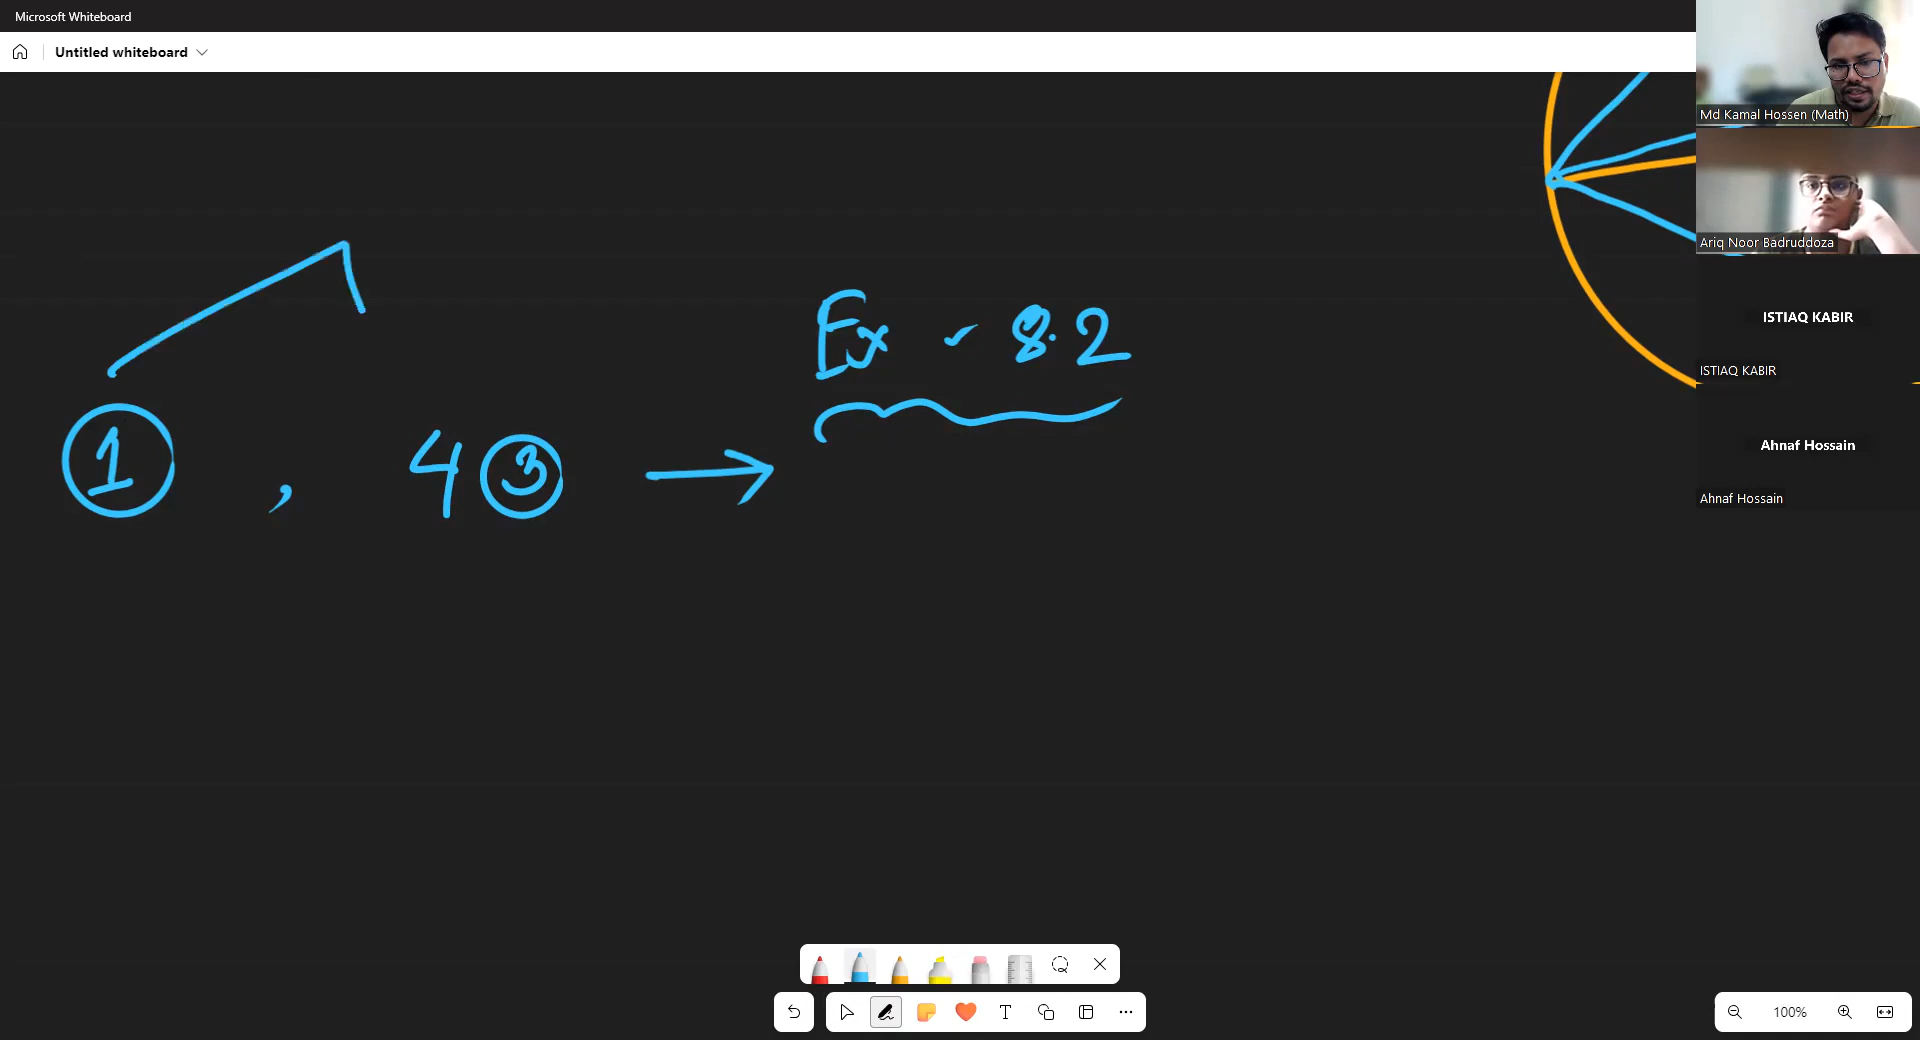 Microsoft Whiteboard
Untitled whiteboard
Md Kamal Hossen (Math)
Ariq Noor Badruddoza
ISTIAQ KABIR
ISTIAQ KABIR
Ahnaf Hossain
Ahnaf Hossain
Ex - 8.2
1 , 4 3 →
100%